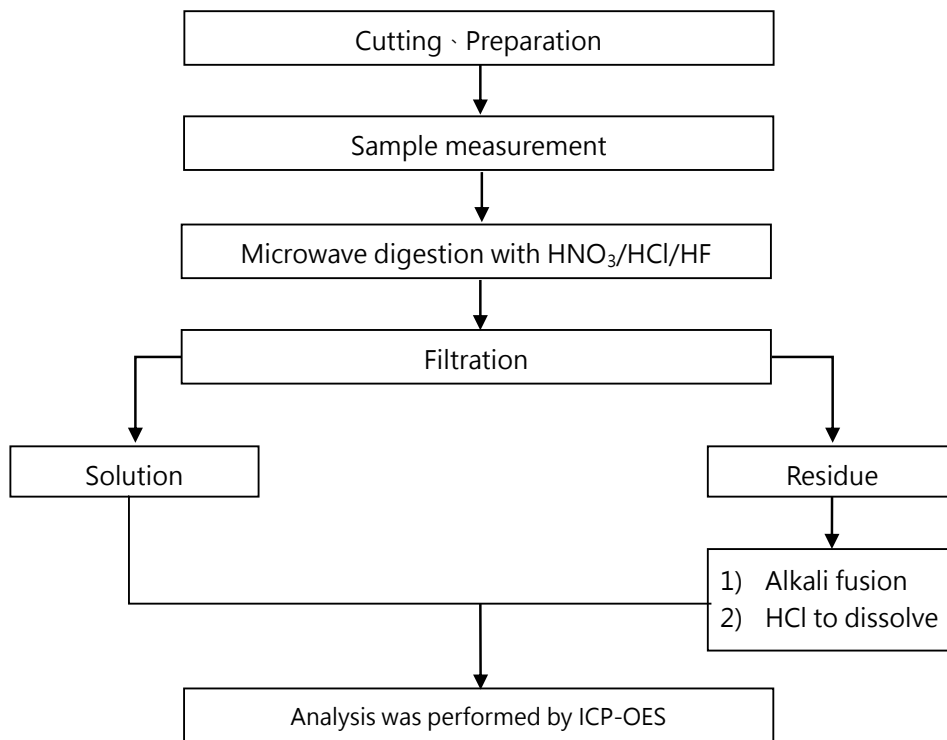 Cutting、Preparation
Sample measurement
Microwave digestion with HNO₃/HCl/HF
Filtration
Solution
Residue
1) Alkali fusion
2) HCl to dissolve
Analysis was performed by ICP-OES